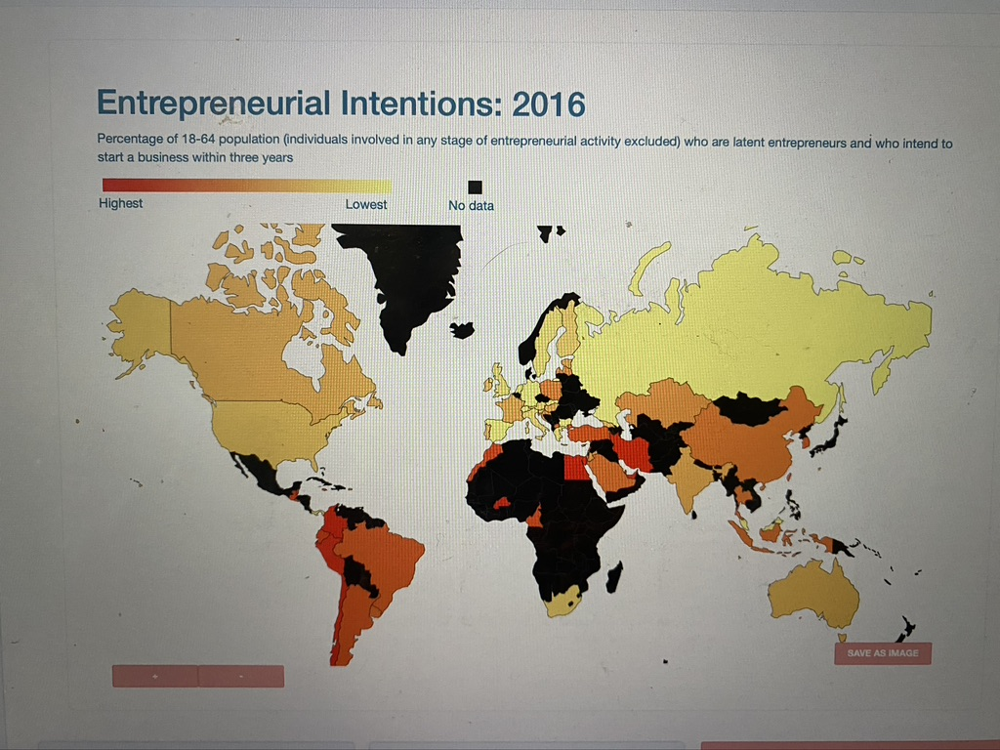 Entrepreneurial Intentions: 2016
Percentage of 18-64 population (individuals involved in any stage of entrepreneurial activity excluded) who are latent entrepreneurs and who intend to
start a business within three years
Highest
Lowest
No data
SAVE AS IMAGE
+
-